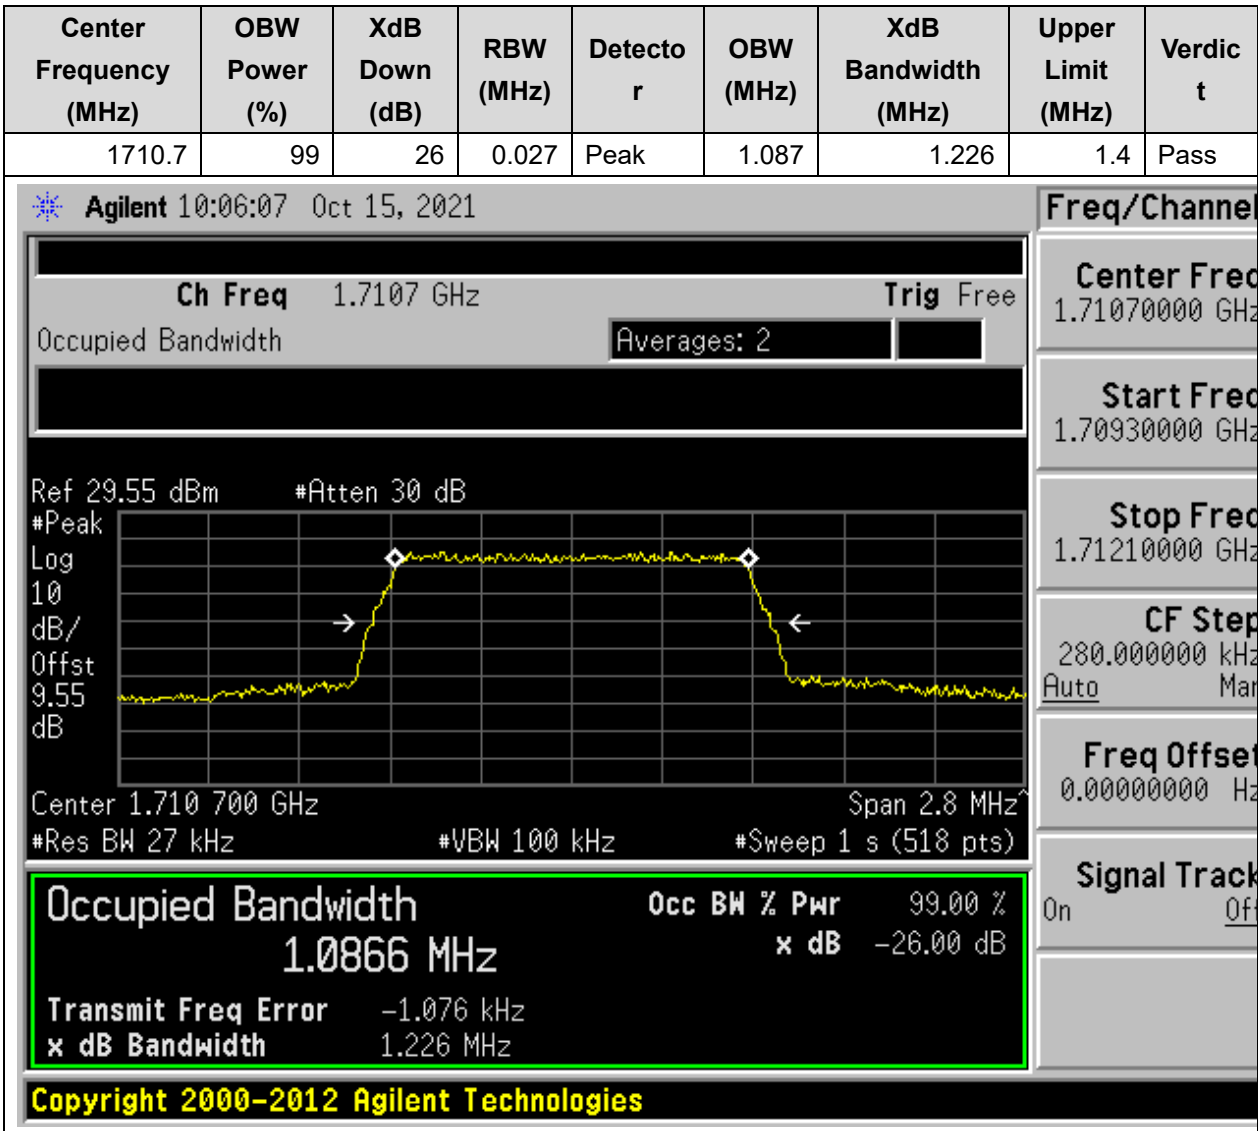 Center Frequency (MHz) OBW Power (%) XdB Down (dB) RBW (MHz) Detecto r OBW (MHz) XdB Bandwidth (MHz) Upper Limit (MHz) Verdic t
1710.7 99 26 0.027 Peak 1.087 1.226 1.4 Pass
Agilent 10:06:07 Oct 15, 2021
Freq/Channel
Ch Freq 1.7107 GHz Trig Free
Occupied Bandwidth Averages: 2
Center Freq
1.71070000 GHz
Start Freq
1.70930000 GHz
Stop Freq
1.71210000 GHz
CF Step
280.000000 kHz
Auto Man
Freq Offset
0.00000000 Hz
Signal Track
On Off
Ref 29.55 dBm #Atten 30 dB
#Peak
Log
10
dB/
Offst
9.55
dB
Center 1.710 700 GHz Span 2.8 MHz^
#Res BW 27 kHz #VBW 100 kHz #Sweep 1 s (518 pts)
Occupied Bandwidth Occ BW % Pwr 99.00 %
1.0866 MHz x dB -26.00 dB
Transmit Freq Error -1.076 kHz
x dB Bandwidth 1.226 MHz
Copyright 2000-2012 Agilent Technologies